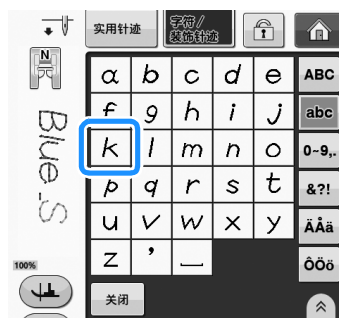 实用针迹
字符/
装饰针迹
N
Blue_S
100%
a b c d e
f g h i j
k l m n o
p q r s t
u v w x y
z ' _
关闭
ABC
abc
0~9,.
&?!
ÄÅä
ÔÖö